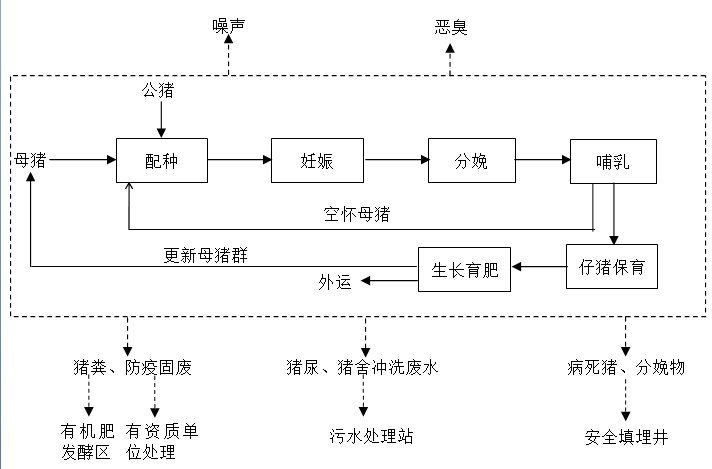 噪声
恶臭
公猪
母猪
配种
妊娠
分娩
哺乳
空怀母猪
更新母猪群
外运
生长育肥
仔猪保育
猪粪、防疫固废
猪尿、猪舍冲洗废水
病死猪、分娩物
有机肥
发酵区
有资质单
位处理
污水处理站
安全填埋井